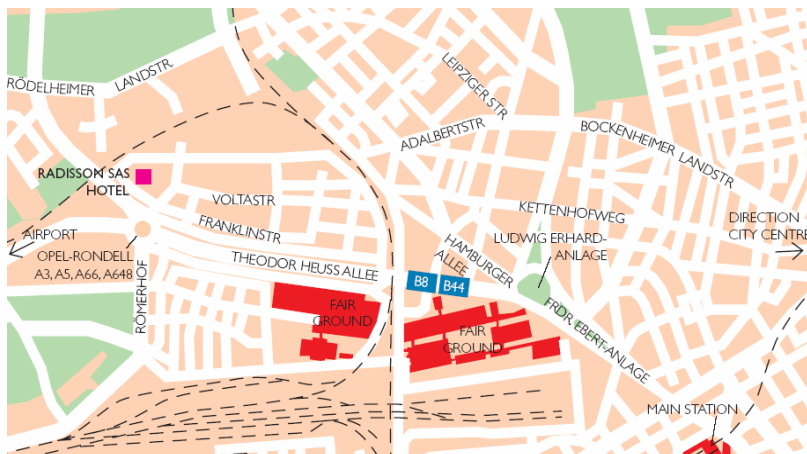 LEIPZIGER STR
RÖDELHEIMER LANDSTR
ADALBERTSTR
BOCKENHEIMER LANDSTR
RADISSON SAS
HOTEL
VOLTASTR
FRANKLINSTR
KETTENHOFWEG
DIRECTION
CITY CENTRE
AIRPORT
LUDWIG ERHARD-
ANLAGE
OPEL-RONDELL
A3, A5, A66, A648
THEODOR HEUSS ALLEE
HAMBURGER
ALLEE
B8
B44
RÖMERHOF
FAIR
GROUND
FAIR
GROUND
FRDR. EBERT-ANLAGE
MAIN STATION